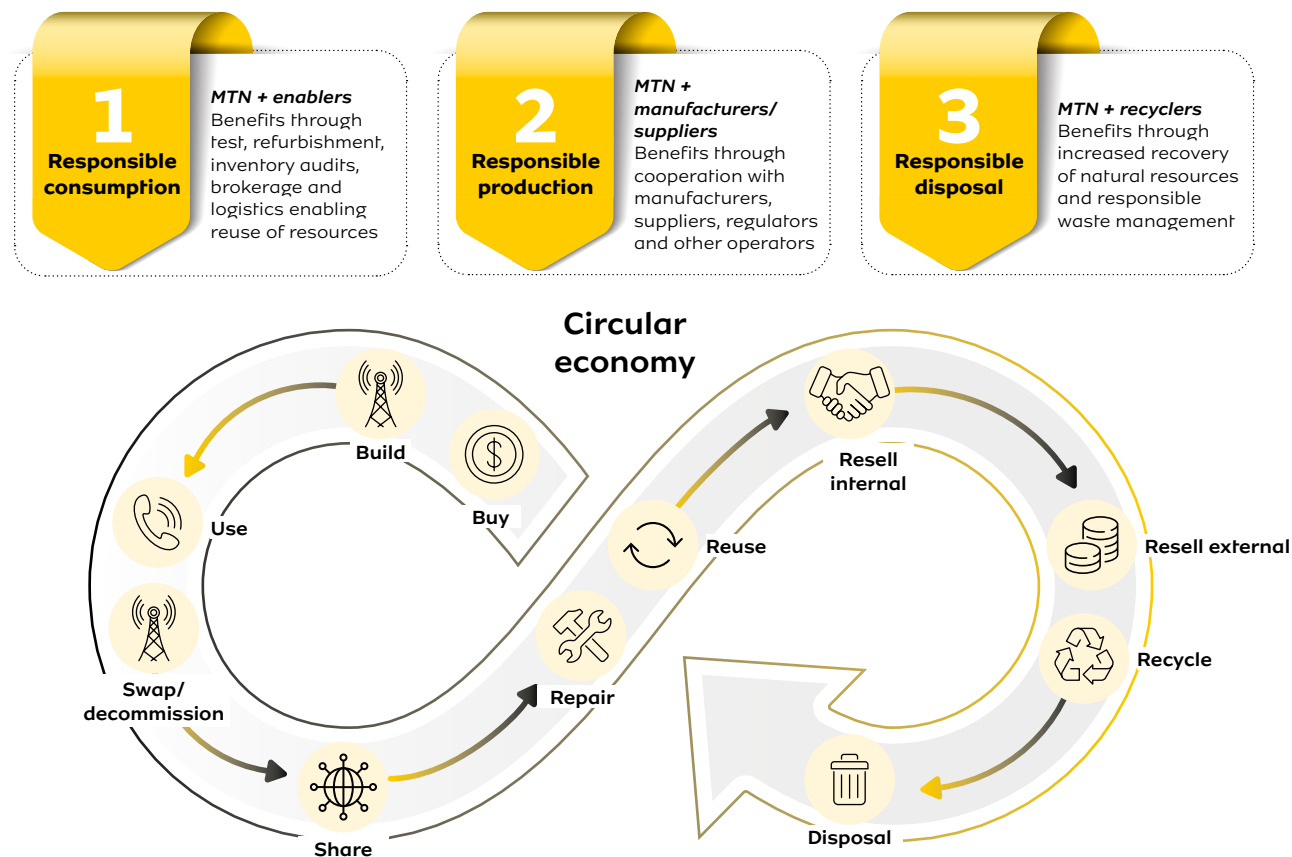 1
Responsible
consumption
MTN + enablers
Benefits through
test, refurbishment,
inventory audits,
brokerage and
logistics enabling
reuse of resources
2
Responsible
production
MTN +
manufacturers/
suppliers
Benefits through
cooperation with
manufacturers,
suppliers, regulators
and other operators
3
Responsible
disposal
MTN + recyclers
Benefits through
increased recovery
of natural resources
and responsible
waste management
Circular
economy
Buy
$
Build
Use
Swap/
decommission
Share
Repair
Reuse
Resell
internal
Resell external
Recycle
Disposal